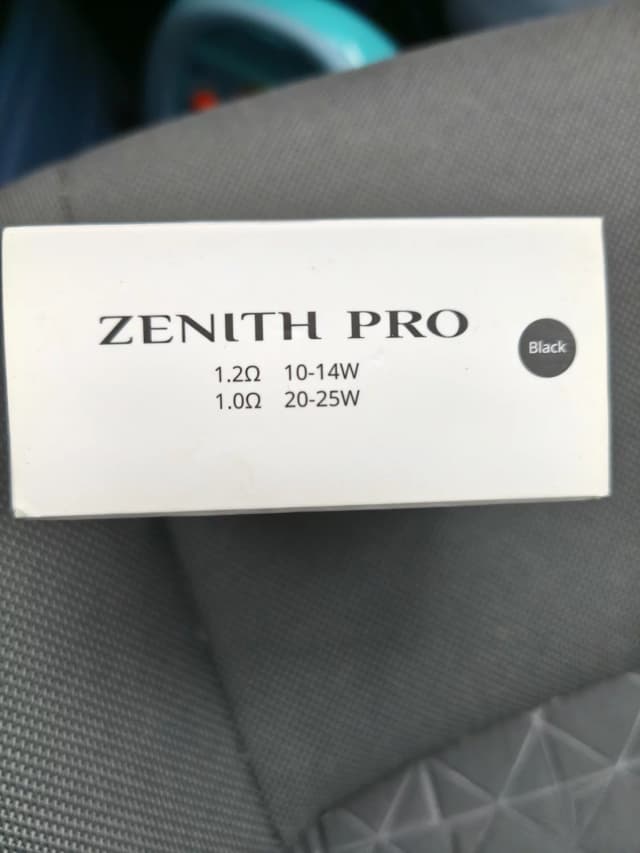 ZENITH PRO
Black
1.2Ω 10-14W
1.0Ω 20-25W